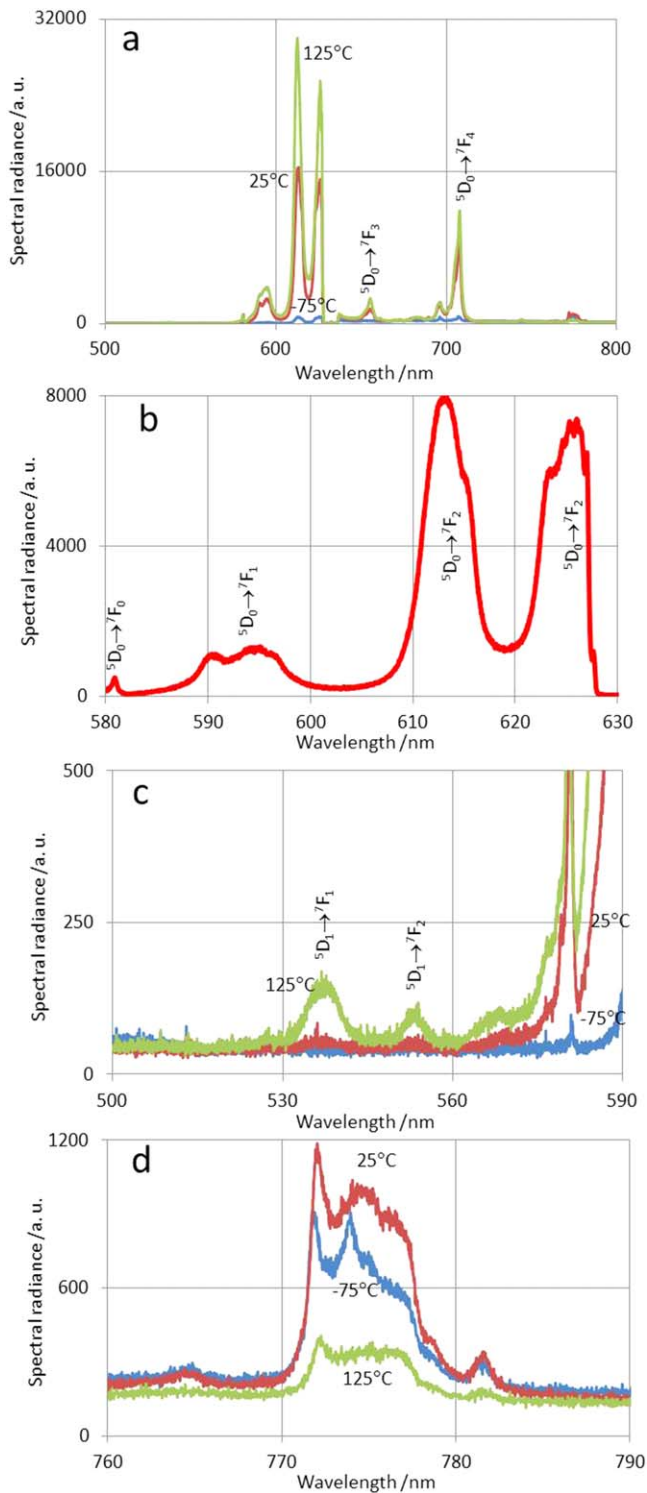 a
32000
16000
0
500
600
700
800
Spectral radiance /a. u.
Wavelength /nm
125°C
25°C
-75°C
⁵D₀→⁷F₃
⁵D₀→⁷F₄
b
8000
4000
0
580
590
600
610
620
630
Spectral radiance /a. u.
Wavelength /nm
⁵D₀→⁷F₀
⁵D₀→⁷F₁
⁵D₀→⁷F₂
⁵D₀→⁷F₂
c
500
250
0
500
530
560
590
Spectral radiance /a. u.
Wavelength /nm
125°C
⁵D₁→⁷F₁
⁵D₁→⁷F₂
25°C
-75°C
d
1200
600
0
760
770
780
790
Spectral radiance /a. u.
Wavelength /nm
25°C
-75°C
125°C